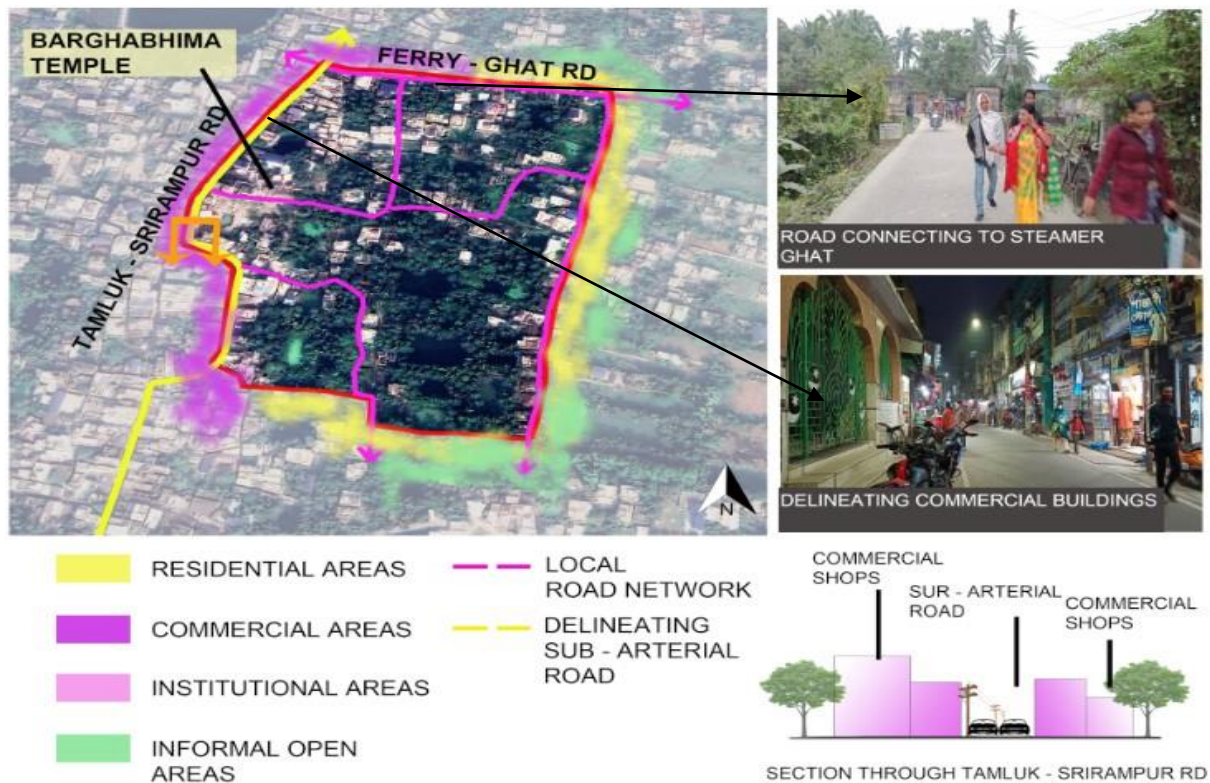 BARGHABHIMA
TEMPLE
FERRY - GHAT RD
TAMLUK - SRIRAMPUR RD
N
ROAD CONNECTING TO STEAMER
GHAT
DELINEATING COMMERCIAL BUILDINGS
RESIDENTIAL AREAS
COMMERCIAL AREAS
INSTITUTIONAL AREAS
INFORMAL OPEN
AREAS
LOCAL
ROAD NETWORK
DELINEATING
SUB - ARTERIAL
ROAD
COMMERCIAL
SHOPS
SUR - ARTERIAL
ROAD
COMMERCIAL
SHOPS
SECTION THROUGH TAMLUK - SRIRAMPUR RD